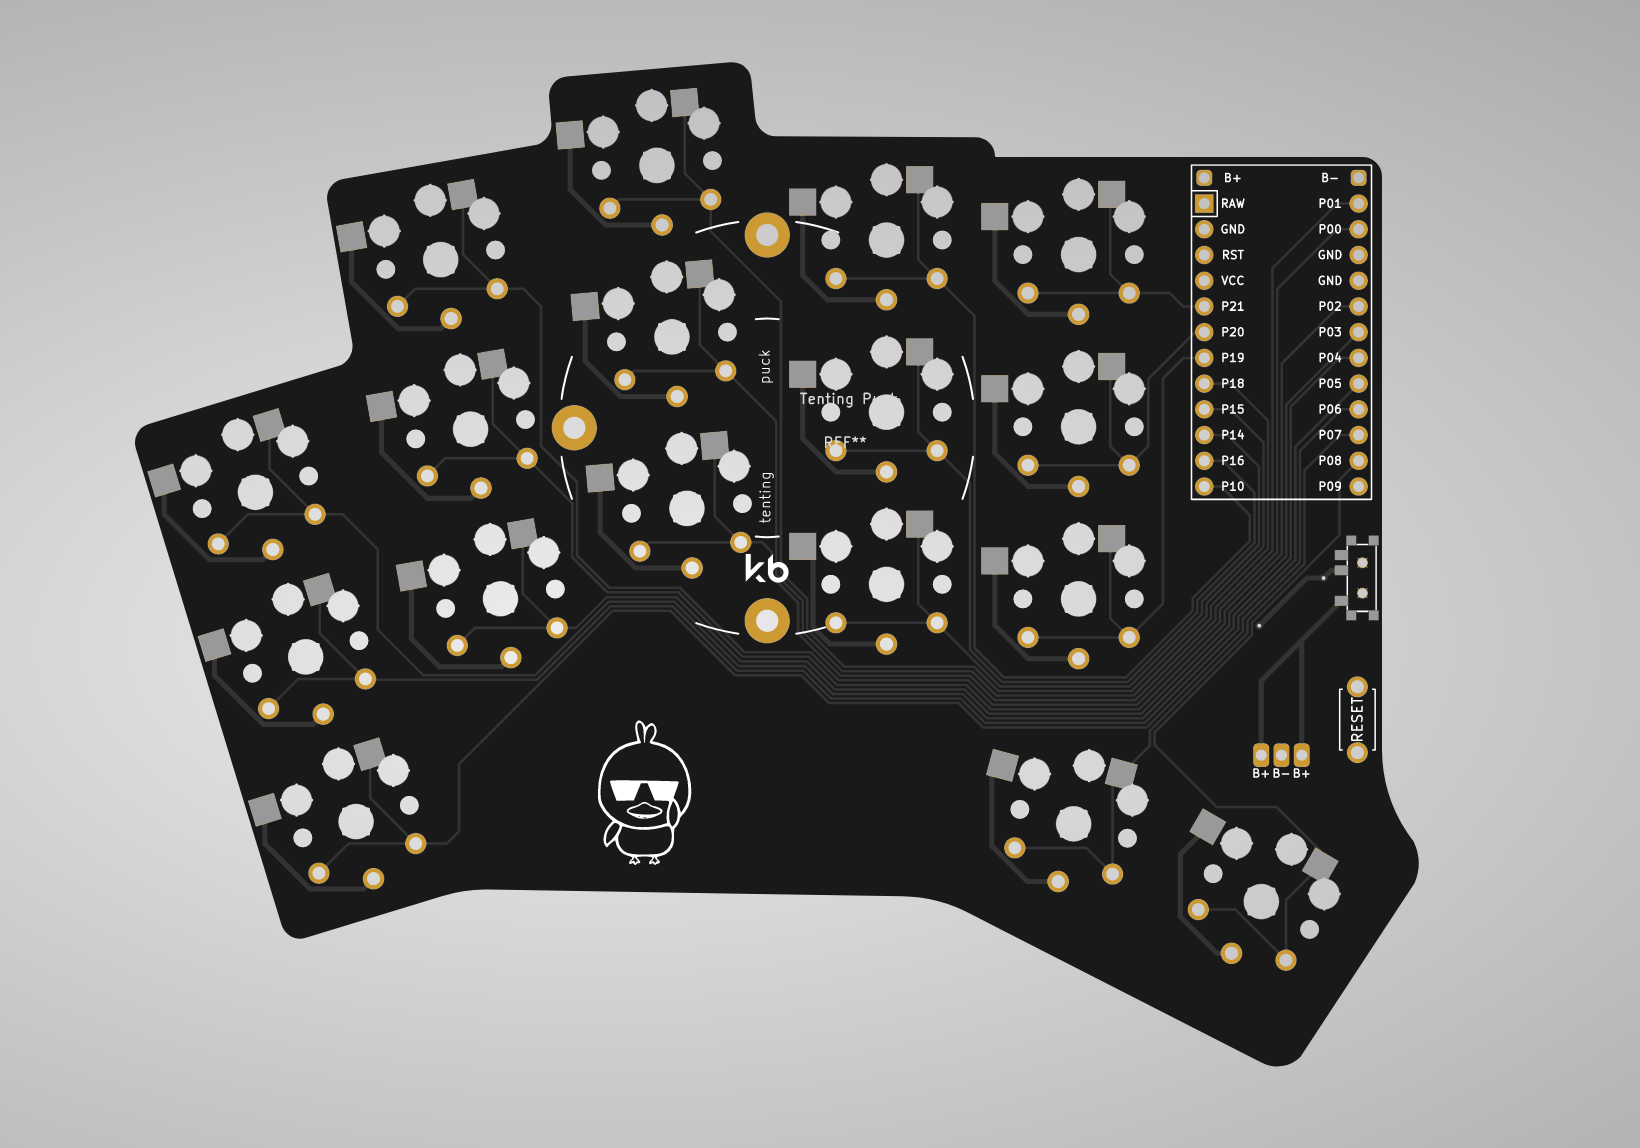 B+ B-
RAW P01
GND P00
RST GND
VCC GND
P21 P02
P20 P03
P19 P04
P18 P05
P15 P06
P14 P07
P16 P08
P10 P09
puck
Tenting
REF**
tenting
kb
RESET
B+ B- B+